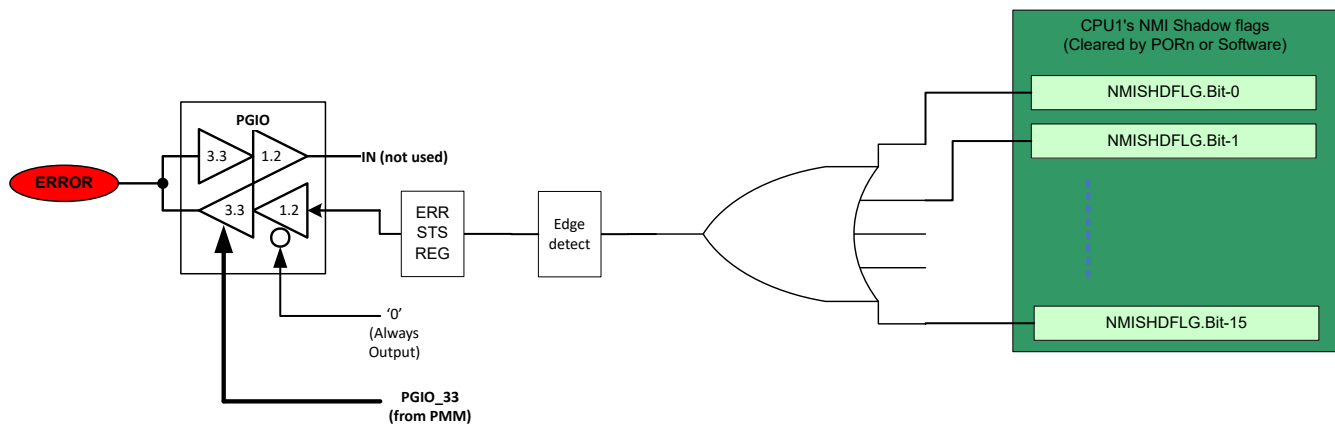 CPU1's NMI Shadow flags
(Cleared by PORn or Software)
NMISHDFLG.Bit-0
NMISHDFLG.Bit-1
NMISHDFLG.Bit-15
PGIO
3.3
1.2
IN (not used)
ERROR
3.3
1.2
ERR
STS
REG
Edge
detect
‘0’
(Always
Output)
PGIO_33
(from PMM)